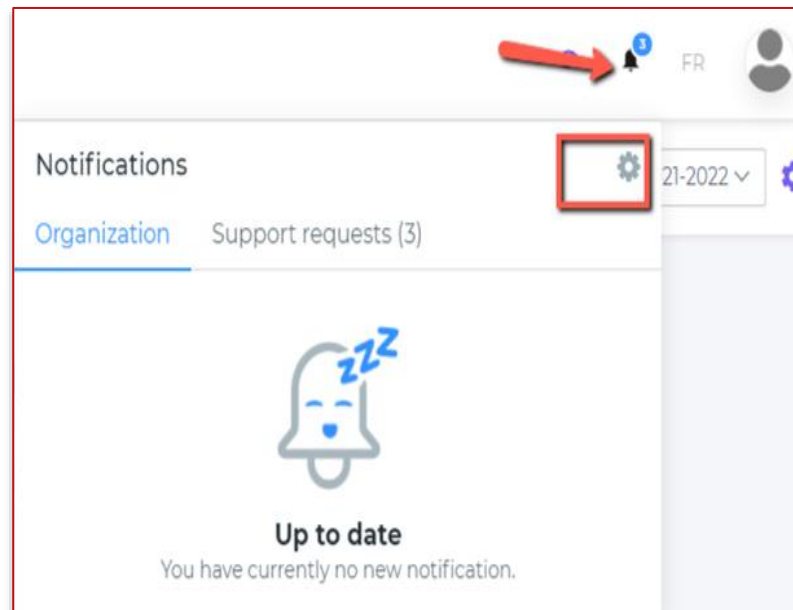 3
FR
Notifications
21-2022
Organization Support requests (3)
zzz
Up to date
You have currently no new notification.